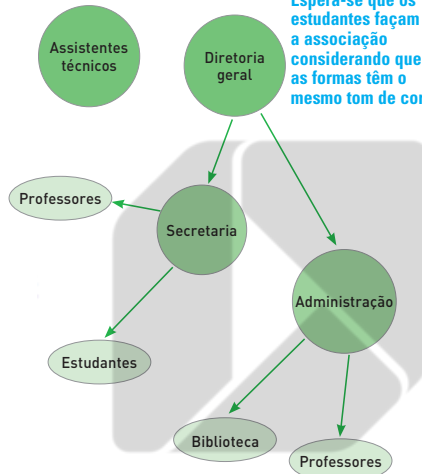 Espera-se que os
estudantes façam
a associação
considerando que
as formas têm o
mesmo tom de cor
Assistentes
técnicos
Diretoria
geral
Professores
Secretaria
Administração
Estudantes
Biblioteca
Professores